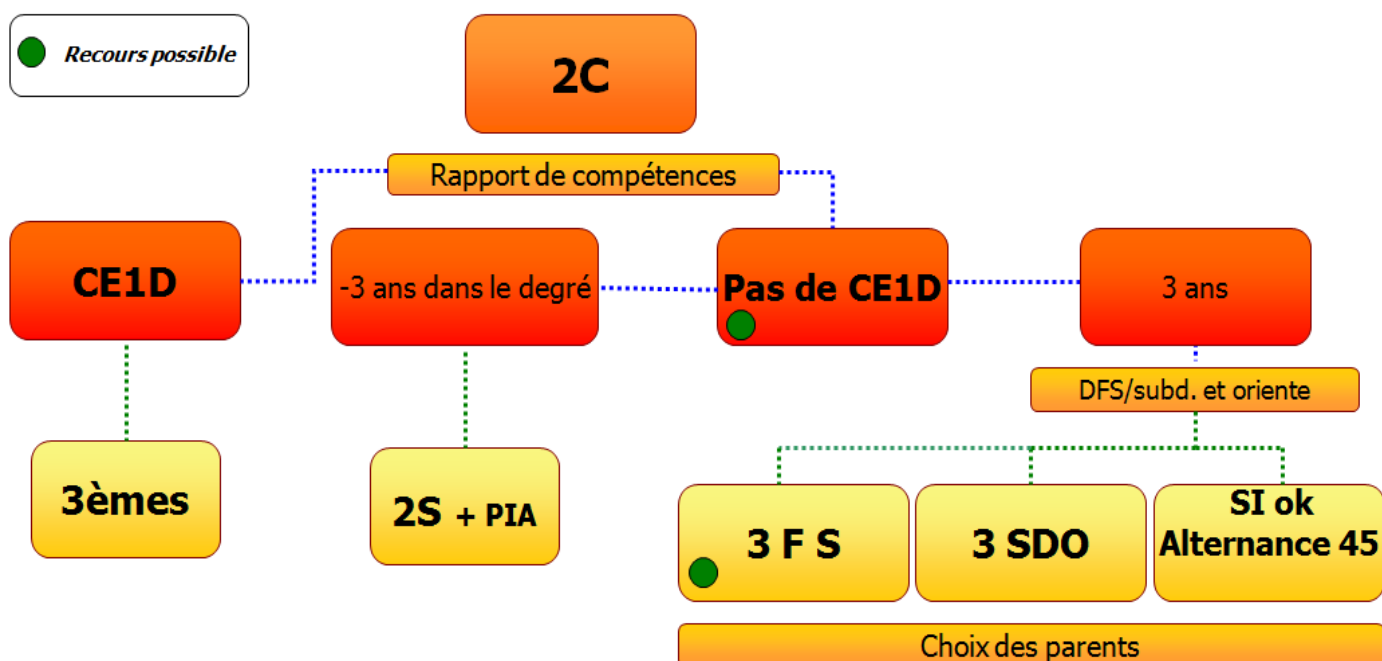 Recours possible
2C
Rapport de compétences
CE1D
-3 ans dans le degré
Pas de CE1D
3 ans
DFS/subd. et oriente
3èmes
2S + PIA
3 F S
3 SDO
SI ok
Alternance 45
Choix des parents